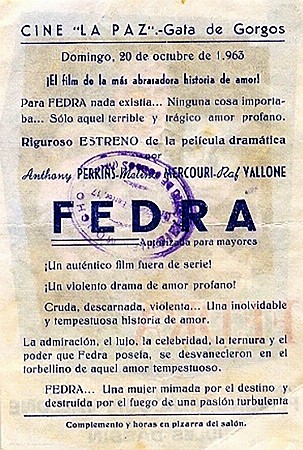 CINE "LA PAZ".-Gata de Gorgos
Domingo, 20 de octubre de 1.963
¡El film de la más abrasadora historia de amor!
Para FEDRA nada existía... Ninguna cosa importa-
ba... Sólo aquel terrible y trágico amor profano.
Riguroso ESTRENO de la película dramática
por
Anthony PERKINS-Melina MERCOURI-Raf VALLONE
FEDRA
Autorizada para mayores
¡Un auténtico film fuera de serie!
¡Un violento drama de amor profano!
Cruda, descarnada, violenta... Una inolvidable
y tempestuosa historia de amor.
La admiración, el lujo, la celebridad, la ternura y el
poder que Fedra poseía, se desvanecieron en el
torbellino de aquel amor tempestuoso.
FEDRA... Una mujer mimada por el destino y
destruída por el fuego de una pasión turbulenta
Complemento y horas en pizarra del salón.